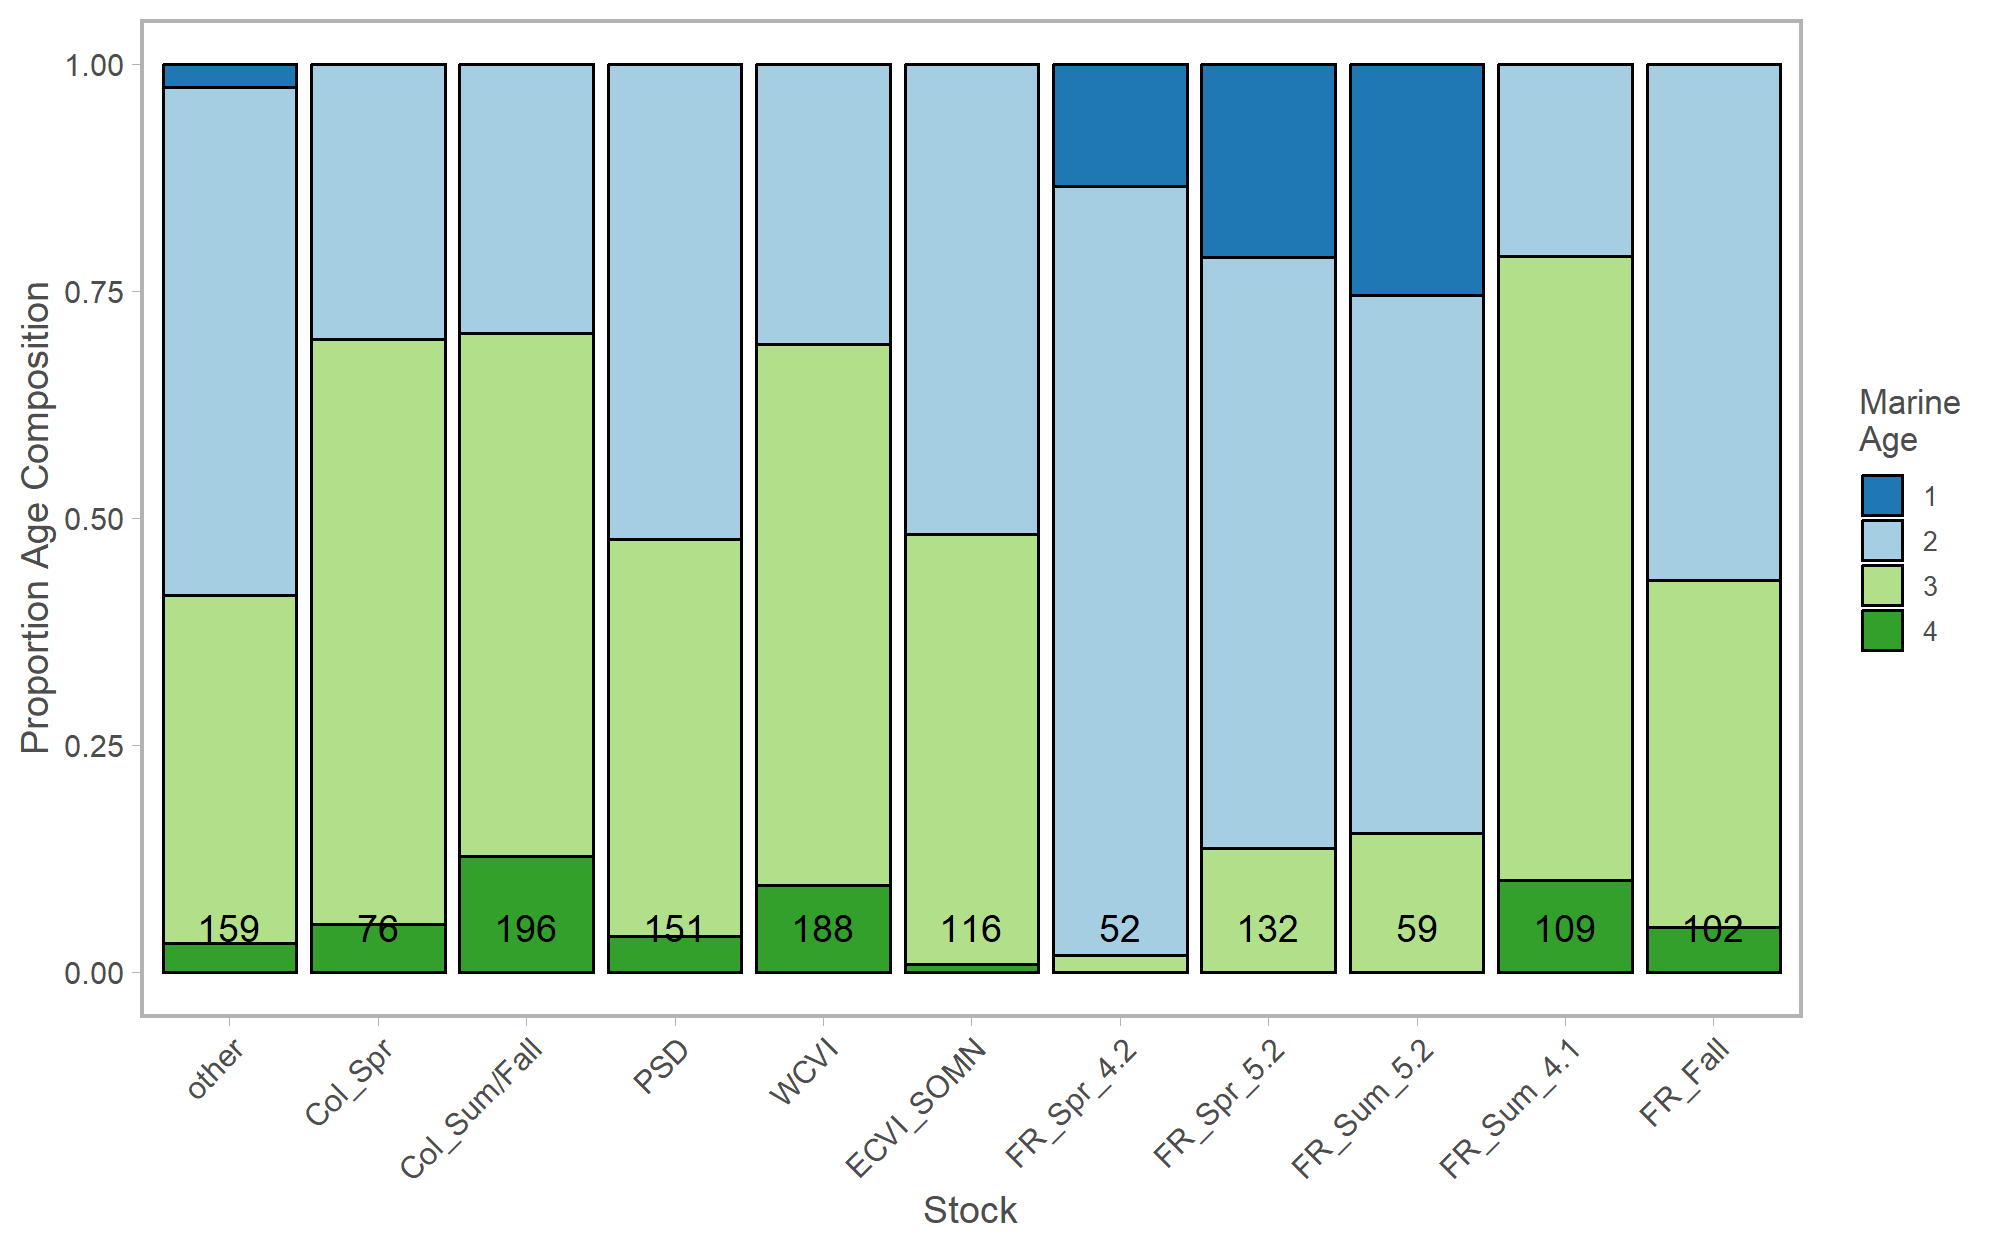 1.00
0.75
0.50
0.25
0.00
Proportion Age Composition
159
76
196
151
188
116
52
132
59
109
102
other
Col_Spr
Col_Sum/Fall
PSD
WCVI
ECVI_SOMN
FR_Spr_4.2
FR_Spr_5.2
FR_Sum_5.2
FR_Sum_4.1
FR_Fall
Stock
Marine
Age
1
2
3
4